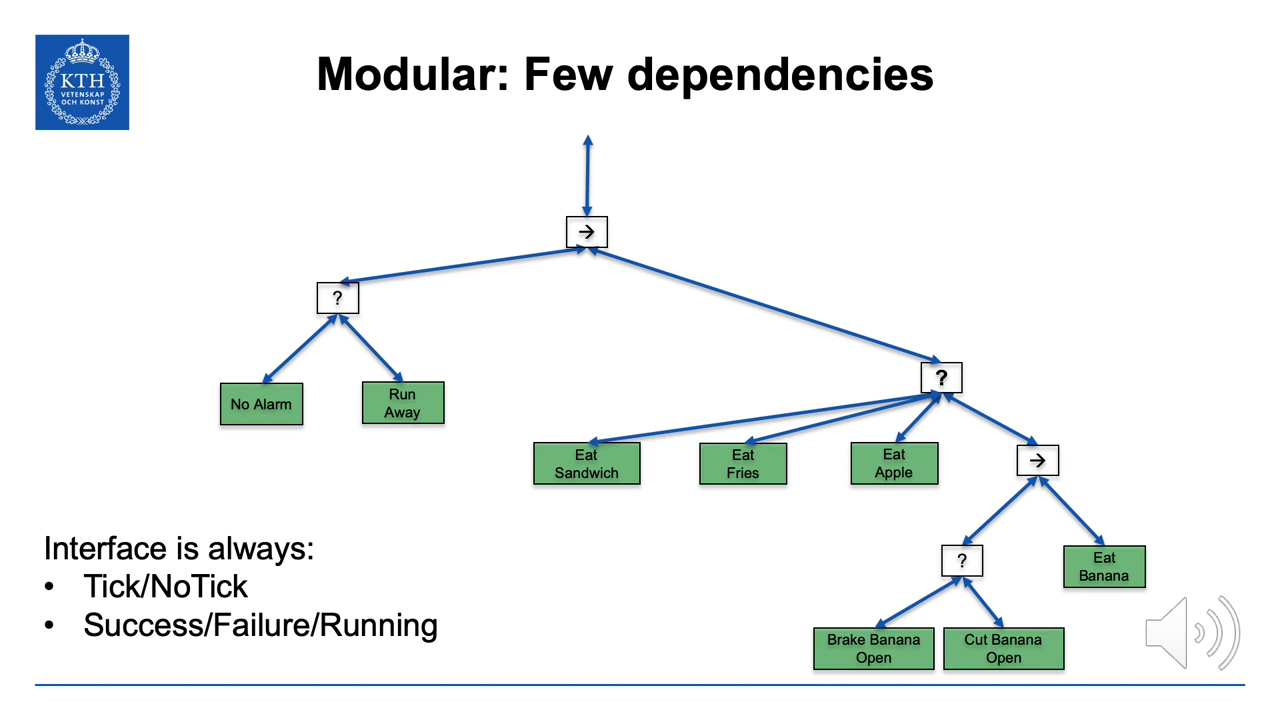 KTH
VETENSKAP
OCH KONST
Modular: Few dependencies
→
?
No Alarm
Run
Away
?
Eat
Sandwich
Eat
Fries
Eat
Apple
→
?
Eat
Banana
Brake Banana
Open
Cut Banana
Open
Interface is always:
• Tick/NoTick
• Success/Failure/Running